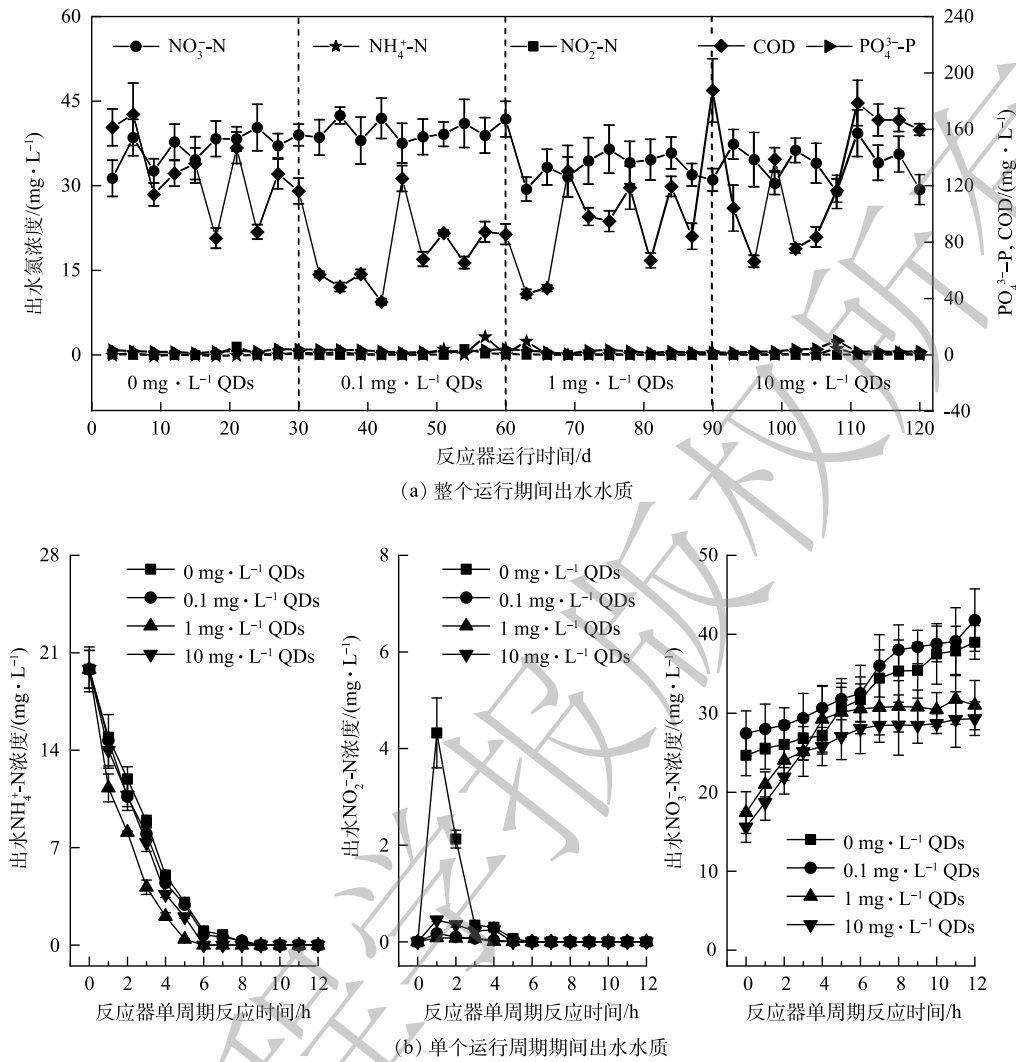 60
45
30
15
0
NO₃⁻-N
NH₄⁺-N
NO₂⁻-N
COD
PO₄³⁻-P
240
200
160
120
80
40
0
-40
出水氮浓度/(mg·L⁻¹)
PO₄³⁻-P, COD/(mg·L⁻¹)
0 mg·L⁻¹ QDs
0.1 mg·L⁻¹ QDs
1 mg·L⁻¹ QDs
10 mg·L⁻¹ QDs
0 10 20 30 40 50 60 70 80 90 100 110 120
反应器运行时间/d
(a) 整个运行期间出水水质
28
21
14
7
0
出水NH₄⁺-N浓度/(mg·L⁻¹)
0 mg·L⁻¹ QDs
0.1 mg·L⁻¹ QDs
1 mg·L⁻¹ QDs
10 mg·L⁻¹ QDs
0 2 4 6 8 10 12
反应器单周期反应时间/h
8
6
4
2
0
出水NO₂⁻-N浓度/(mg·L⁻¹)
0 mg·L⁻¹ QDs
0.1 mg·L⁻¹ QDs
1 mg·L⁻¹ QDs
10 mg·L⁻¹ QDs
0 2 4 6 8 10 12
反应器单周期反应时间/h
50
40
30
20
10
0
出水NO₃⁻-N浓度/(mg·L⁻¹)
0 mg·L⁻¹ QDs
0.1 mg·L⁻¹ QDs
1 mg·L⁻¹ QDs
10 mg·L⁻¹ QDs
0 2 4 6 8 10 12
反应器单周期反应时间/h
(b) 单个运行周期期间出水水质
程学报版权所